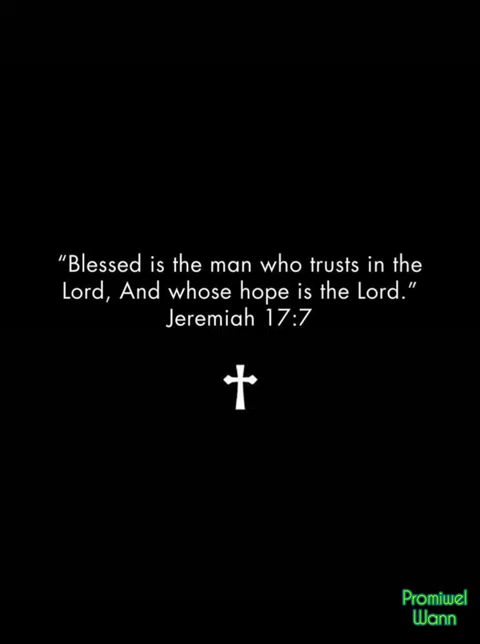 “Blessed is the man who trusts in the
Lord, And whose hope is the Lord.”
Jeremiah 17:7
Promiwel
Wann